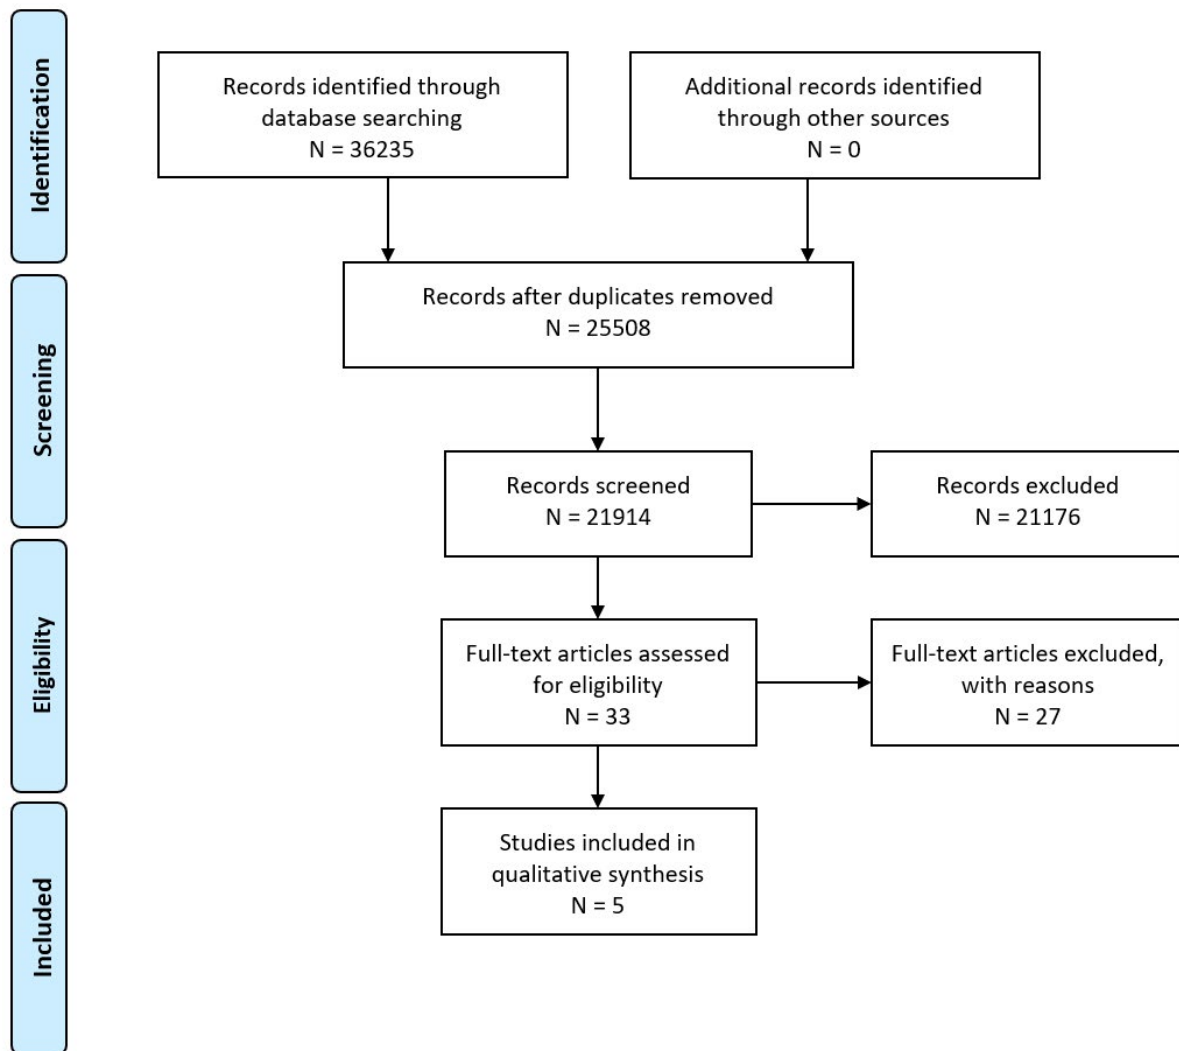 Identification
Records identified through
database searching
N = 36235
Additional records identified
through other sources
N = 0
Screening
Records after duplicates removed
N = 25508
Records screened
N = 21914
Records excluded
N = 21176
Eligibility
Full-text articles assessed
for eligibility
N = 33
Full-text articles excluded,
with reasons
N = 27
Included
Studies included in
qualitative synthesis
N = 5